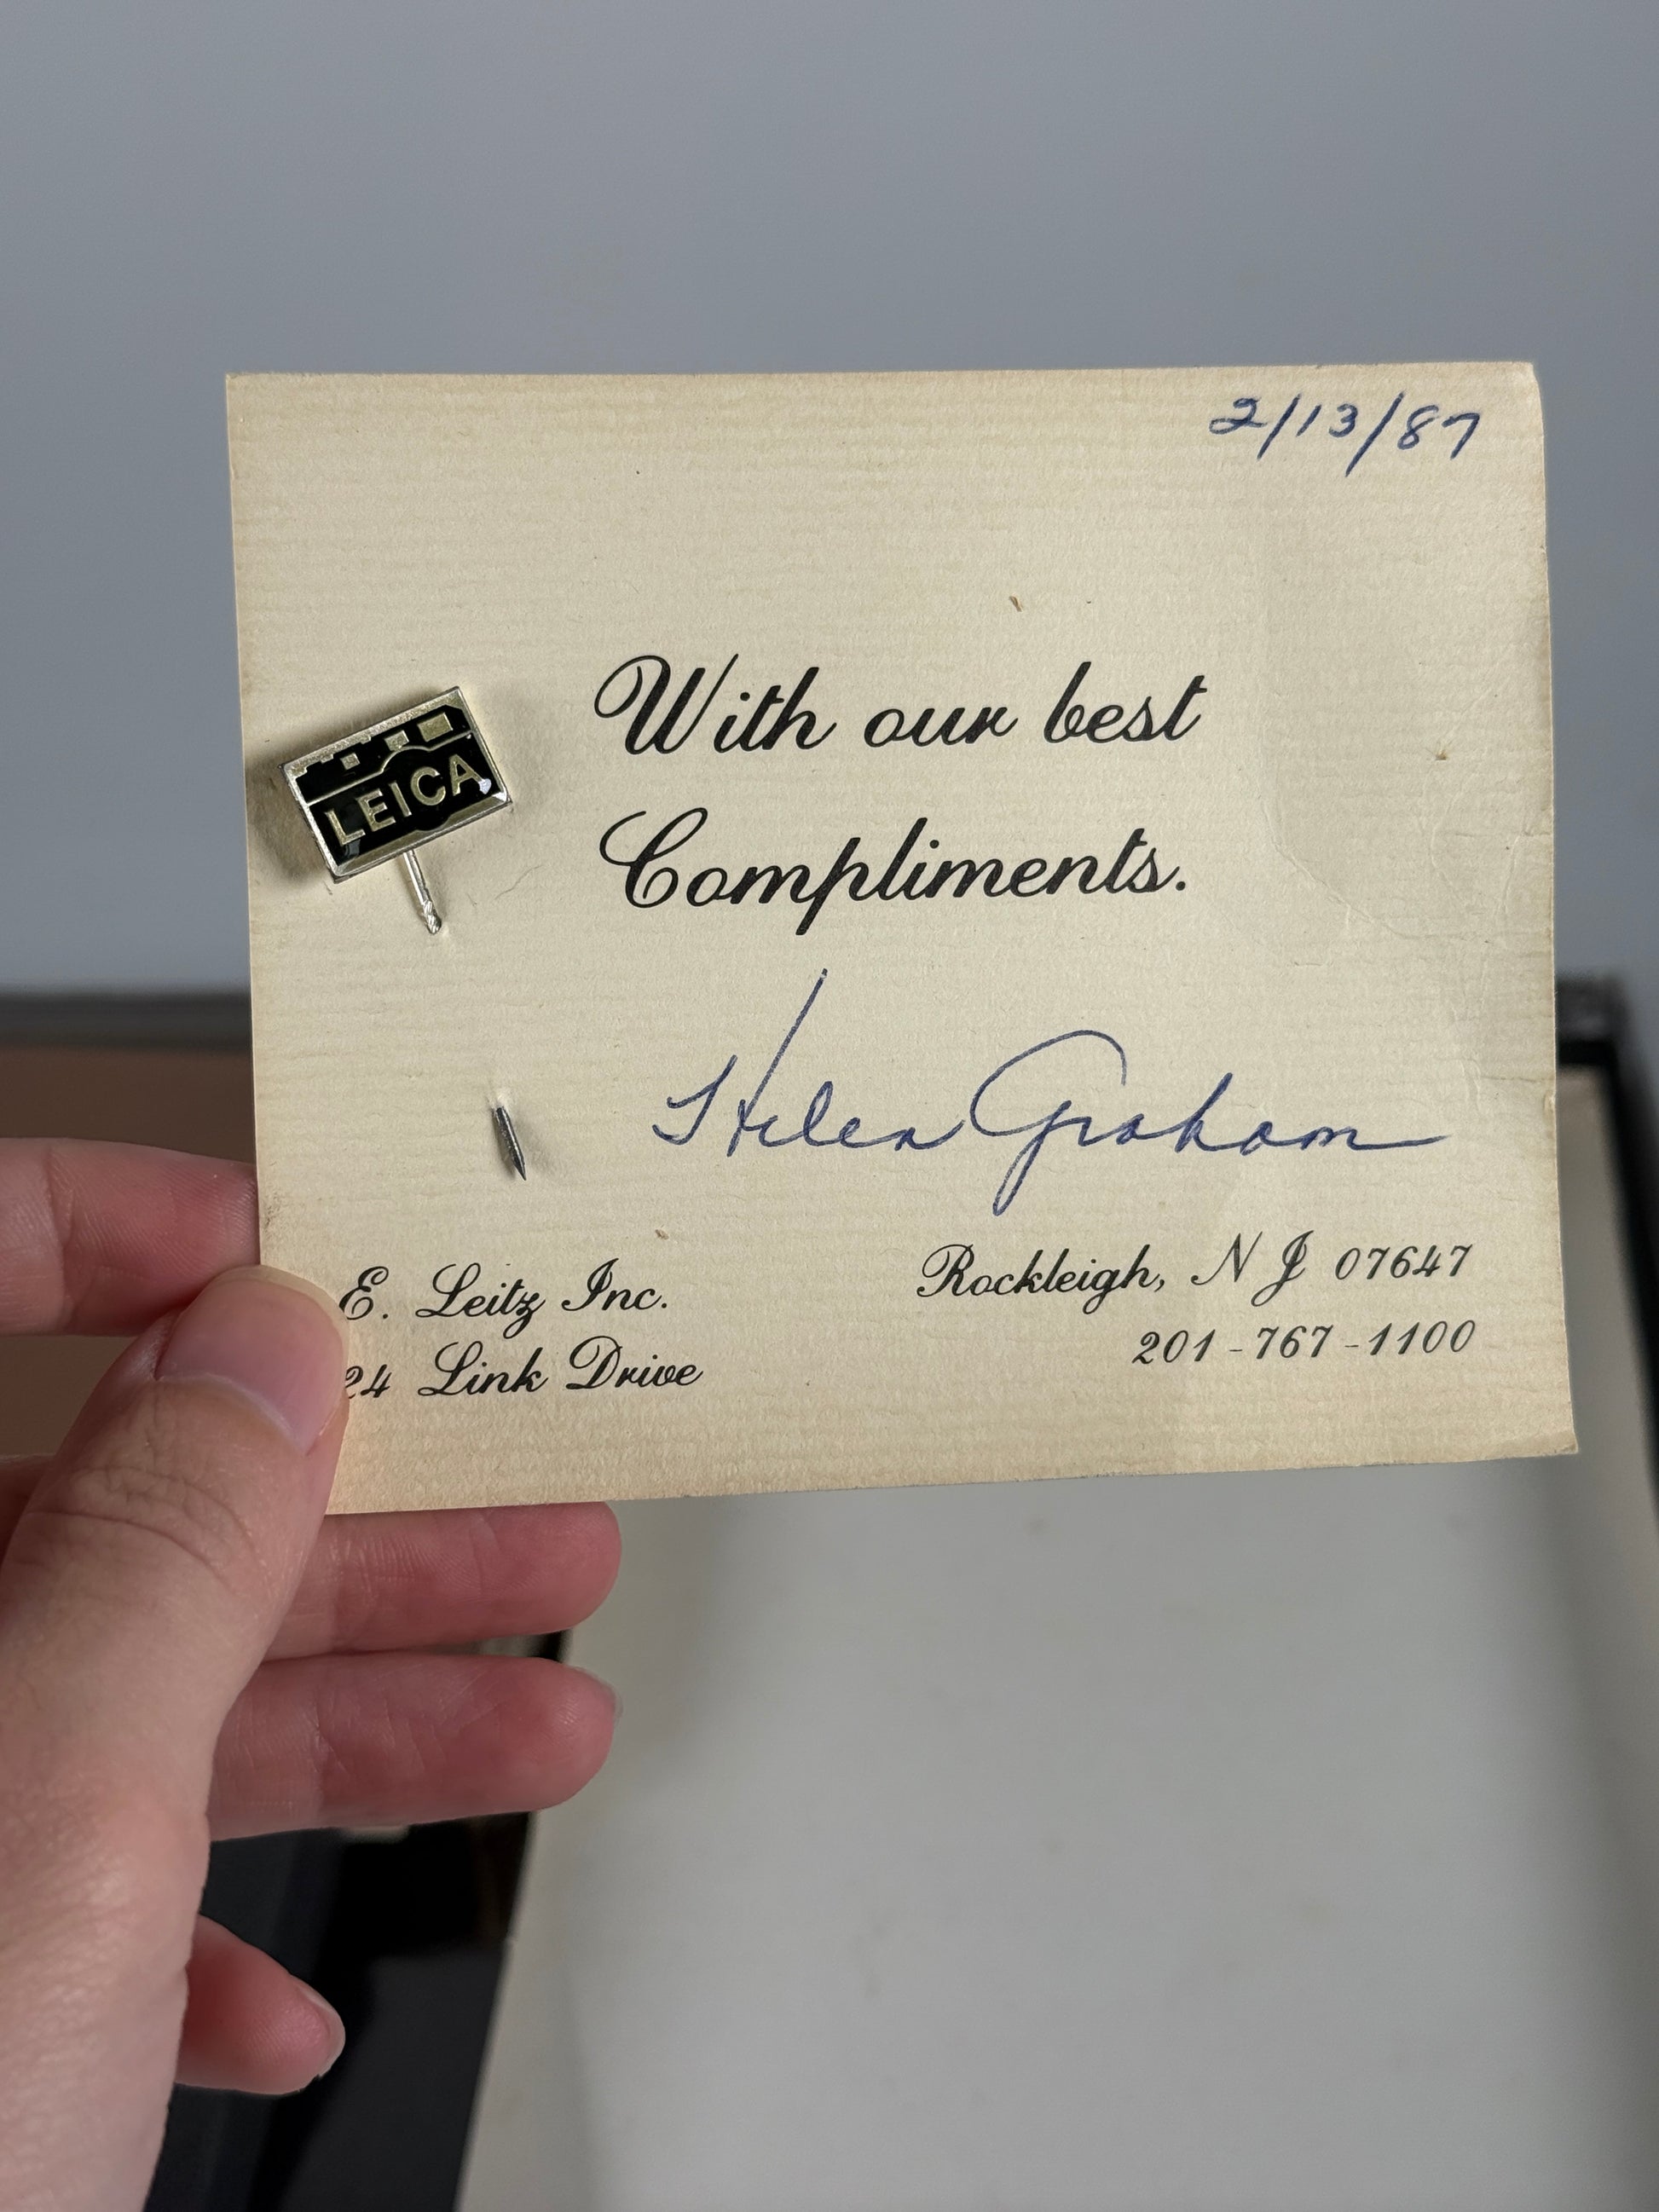 2/13/87
With our best
LEICA
Compliments.
Helen Graham
E. Leitz Inc.
24 Link Drive
Rockleigh, NJ 07647
201-767-1100